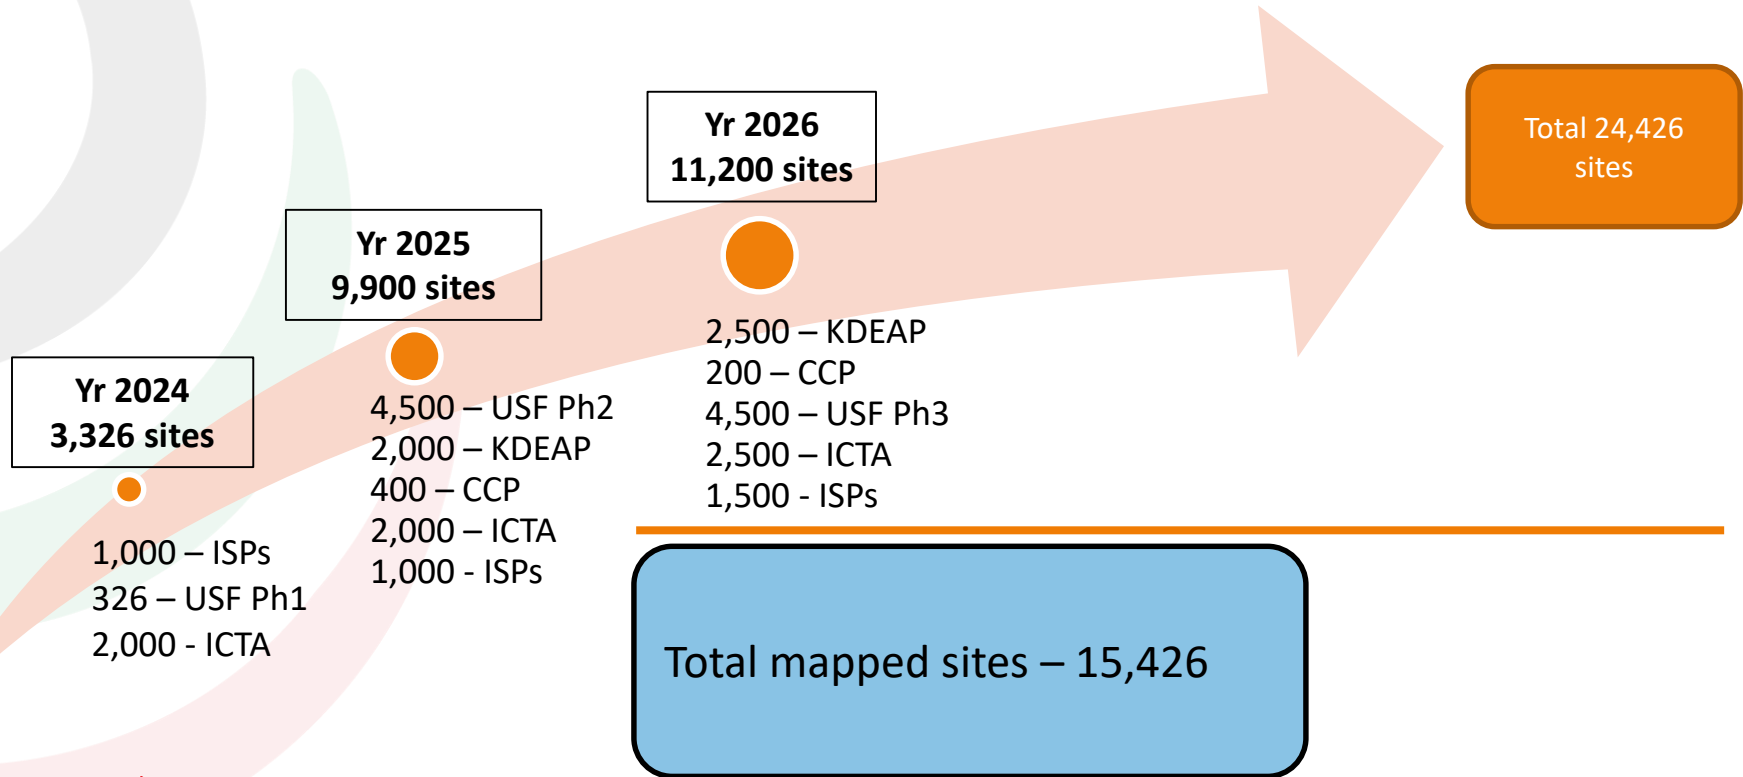 Yr 2024
3,326 sites
1,000 – ISPs
326 – USF Ph1
2,000 - ICTA
Yr 2025
9,900 sites
4,500 – USF Ph2
2,000 – KDEAP
400 – CCP
2,000 – ICTA
1,000 - ISPs
Yr 2026
11,200 sites
2,500 – KDEAP
200 – CCP
4,500 – USF Ph3
2,500 – ICTA
1,500 - ISPs
Total 24,426
sites
Total mapped sites – 15,426